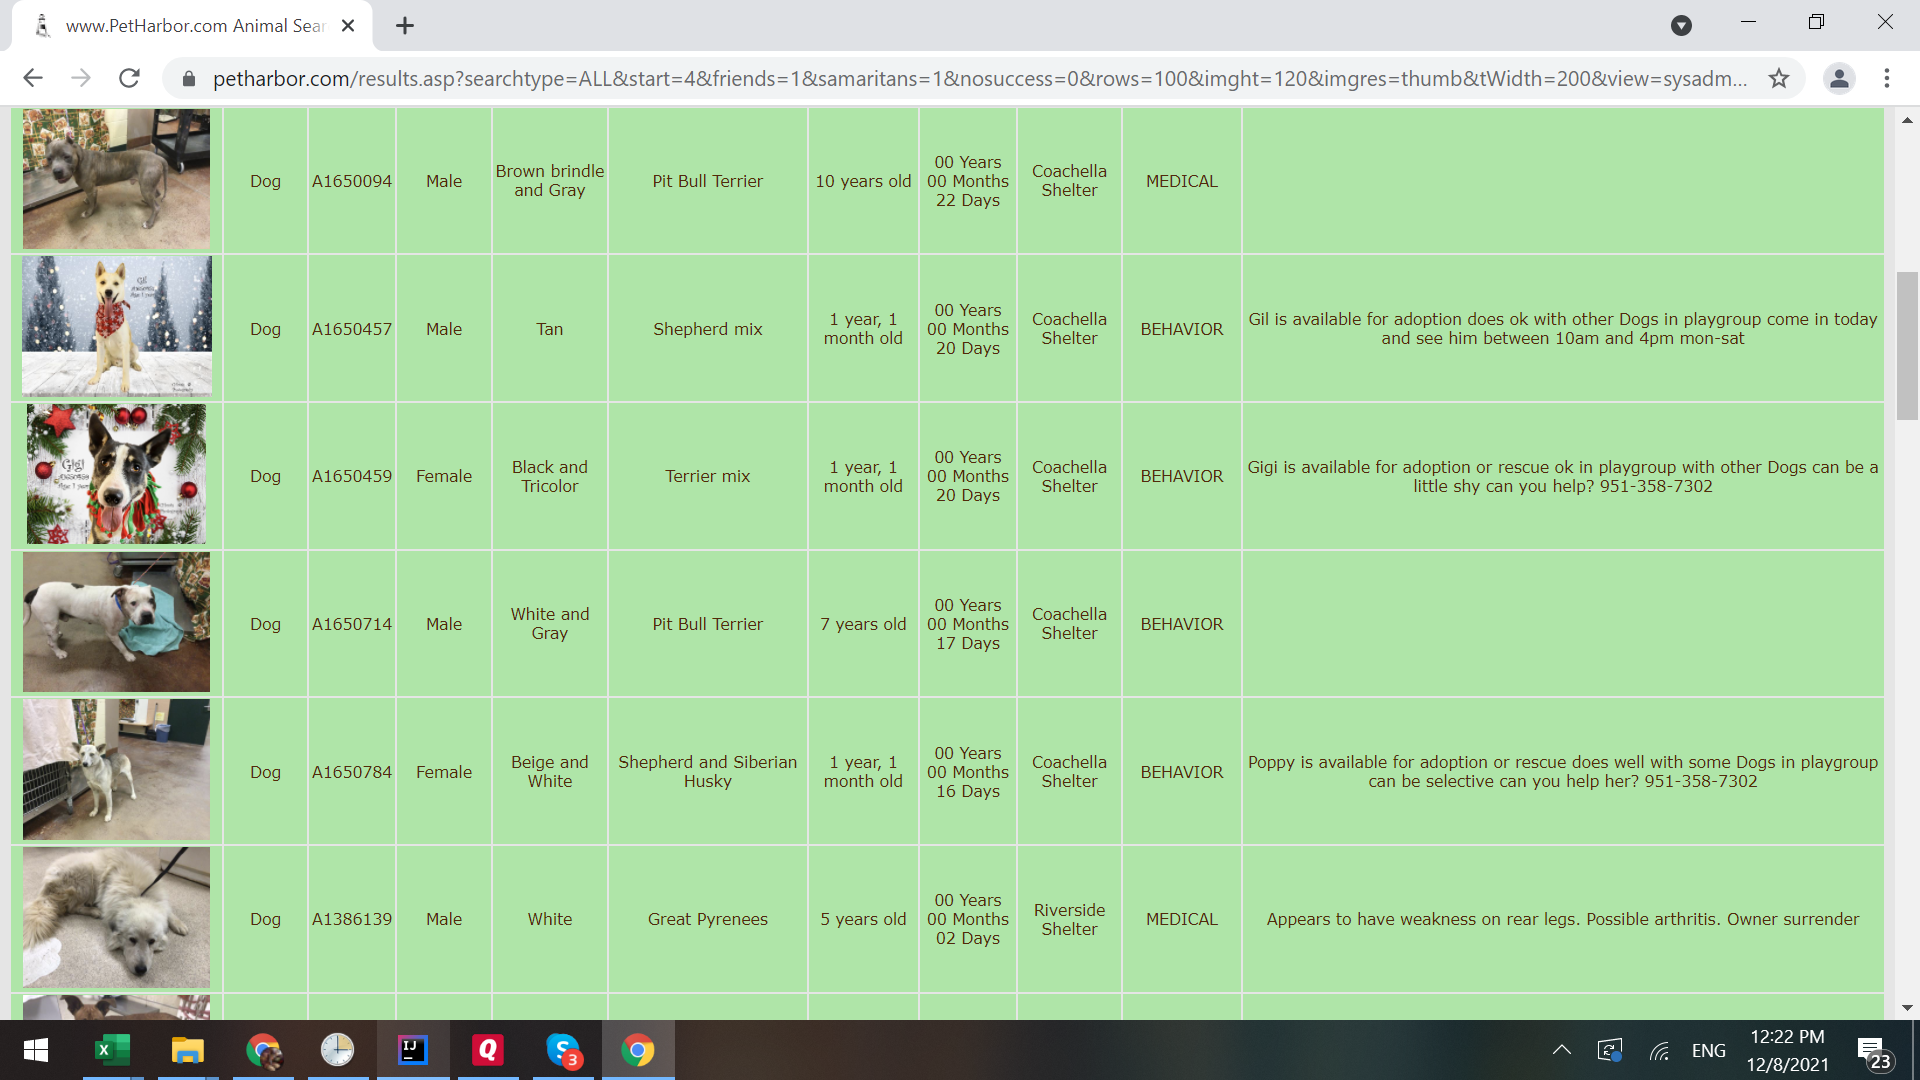 www.PetHarbor.com Animal Sear
petharbor.com/results.asp?searchtype=ALL&start=4&friends=1&samaritans=1&nosuccess=0&rows=100&imght=120&imgres=thumb&tWidth=200&view=sysadm...
Dog
A1650094
Male
Brown brindle
and Gray
Pit Bull Terrier
10 years old
00 Years
00 Months
22 Days
Coachella
Shelter
MEDICAL
Gil
Dog
A1650457
Male
Tan
Shepherd mix
1 year, 1
month old
00 Years
00 Months
20 Days
Coachella
Shelter
BEHAVIOR
Gil is available for adoption does ok with other Dogs in playgroup come in today
and see him between 10am and 4pm mon-sat
Gigi
Dog
A1650459
Female
Black and
Tricolor
Terrier mix
1 year, 1
month old
00 Years
00 Months
20 Days
Coachella
Shelter
BEHAVIOR
Gigi is available for adoption or rescue ok in playgroup with other Dogs can be a
little shy can you help? 951-358-7302
Dog
A1650714
Male
White and
Gray
Pit Bull Terrier
7 years old
00 Years
00 Months
17 Days
Coachella
Shelter
BEHAVIOR
Dog
A1650784
Female
Beige and
White
Shepherd and Siberian
Husky
1 year, 1
month old
00 Years
00 Months
16 Days
Coachella
Shelter
BEHAVIOR
Poppy is available for adoption or rescue does well with some Dogs in playgroup
can be selective can you help her? 951-358-7302
Dog
A1386139
Male
White
Great Pyrenees
5 years old
00 Years
00 Months
02 Days
Riverside
Shelter
MEDICAL
Appears to have weakness on rear legs. Possible arthritis. Owner surrender
X
IJ
Q
S
3
ENG
12:22 PM
12/8/2021
23